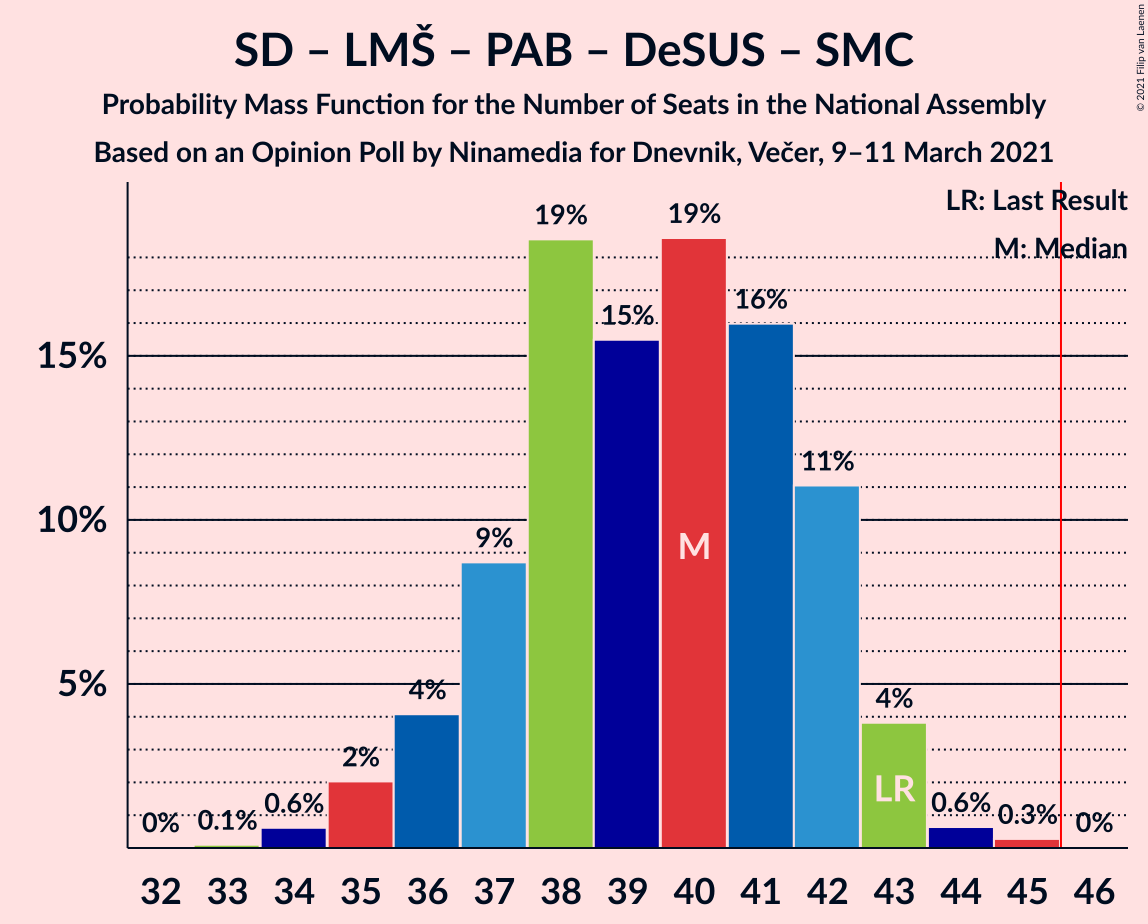 SD – LMŠ – PAB – DeSUS – SMC
Probability Mass Function for the Number of Seats in the National Assembly
Based on an Opinion Poll by Ninamedia for Dnevnik, Večer, 9–11 March 2021
© 2021 Filip van Laenen
LR: Last Result
M: Median
15%
10%
5%
0%
0.1%
0.6%
2%
4%
9%
19%
15%
19%
16%
11%
4%
0.6%
0.3%
0%
M
LR
32 33 34 35 36 37 38 39 40 41 42 43 44 45 46